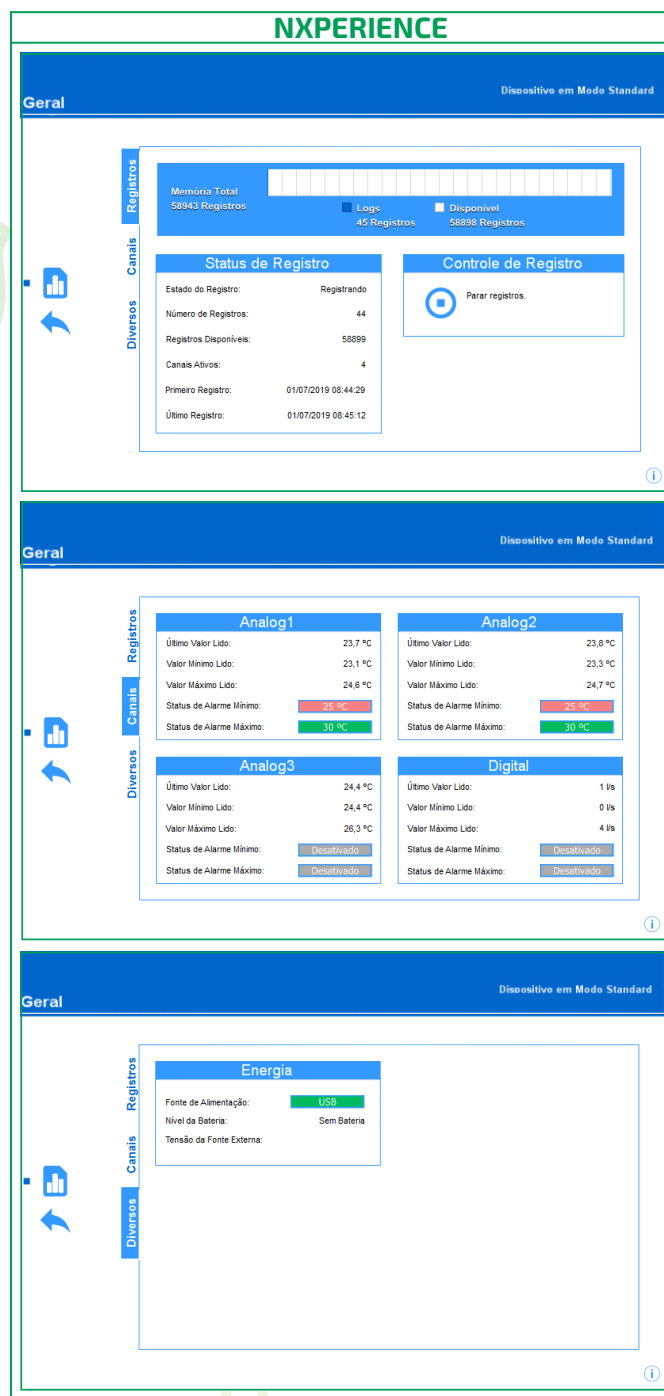 NXPERIENCE
Dispositivo em Modo Standard
Geral
Registros
Canais
Diversos
Memória Total
58943 Registros
Logs
45 Registros
Disponível
58898 Registros
Status de Registro
Estado do Registro: Registrando
Número de Registros: 44
Registros Disponíveis: 58899
Canais Ativos: 4
Primeiro Registro: 01/07/2019 08:44:29
Último Registro: 01/07/2019 08:45:12
Controle de Registro
Parar registros.
i
Dispositivo em Modo Standard
Geral
Registros
Canais
Diversos
Analog1
Último Valor Lido: 23,7 ºC
Valor Mínimo Lido: 23,1 ºC
Valor Máximo Lido: 24,6 ºC
Status de Alarme Mínimo: 25 ºC
Status de Alarme Máximo: 30 ºC
Analog2
Último Valor Lido: 23,8 ºC
Valor Mínimo Lido: 23,3 ºC
Valor Máximo Lido: 24,7 ºC
Status de Alarme Mínimo: 25 ºC
Status de Alarme Máximo: 30 ºC
Analog3
Último Valor Lido: 24,4 ºC
Valor Mínimo Lido: 24,4 ºC
Valor Máximo Lido: 26,3 ºC
Status de Alarme Mínimo: Desativado
Status de Alarme Máximo: Desativado
Digital
Último Valor Lido: 1 l/s
Valor Mínimo Lido: 0 l/s
Valor Máximo Lido: 4 l/s
Status de Alarme Mínimo: Desativado
Status de Alarme Máximo: Desativado
i
Dispositivo em Modo Standard
Geral
Registros
Canais
Diversos
Energia
Fonte de Alimentação: USB
Nível da Bateria: Sem Bateria
Tensão da Fonte Externa:
i